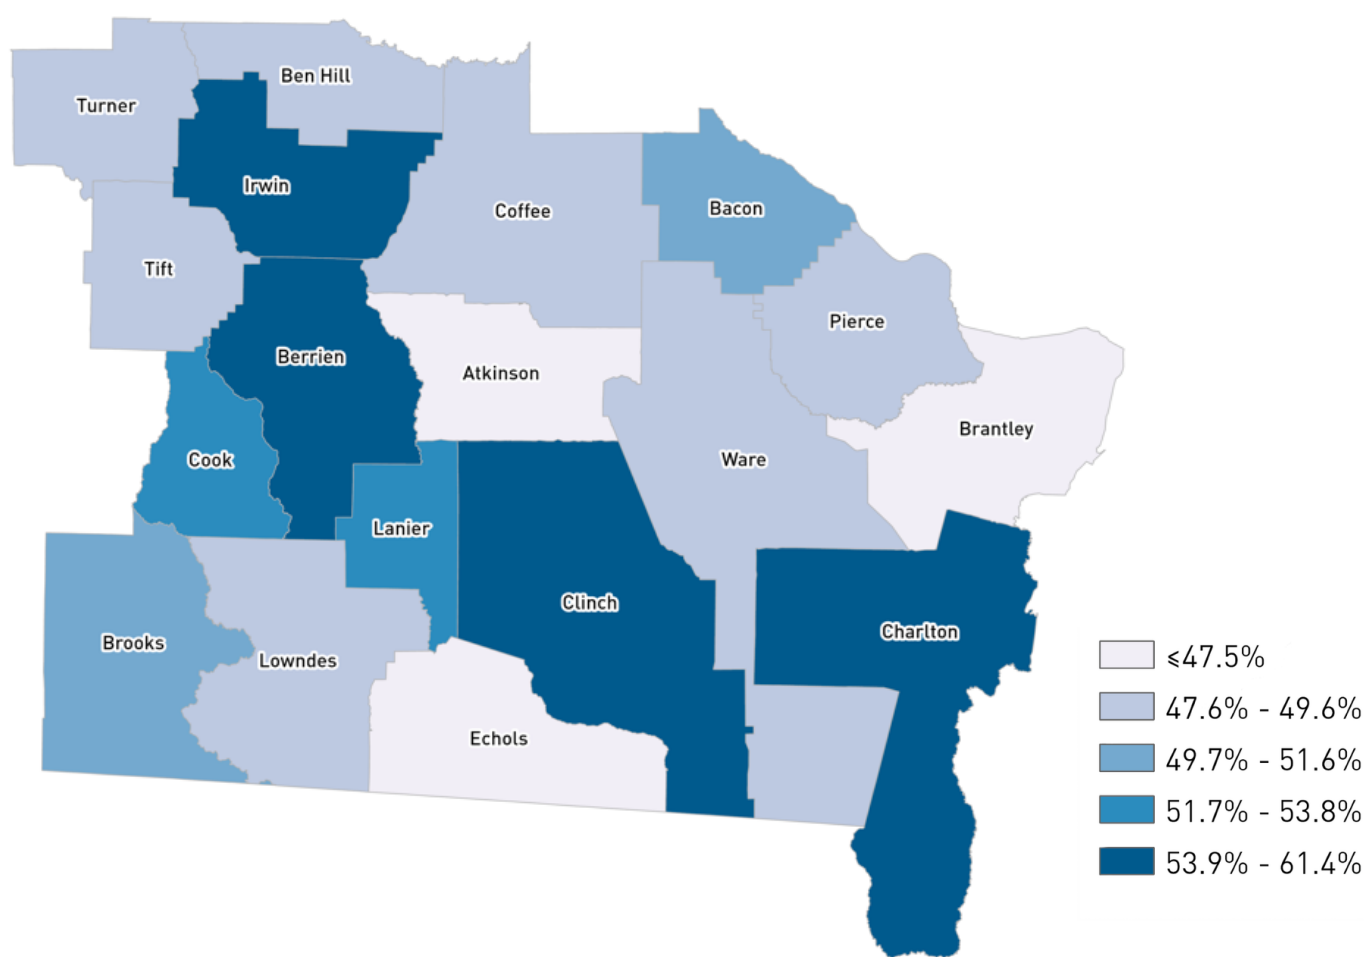 Ben Hill
Turner
Irwin
Coffee
Bacon
Tift
Pierce
Berrien
Atkinson
Brantley
Cook
Ware
Lanier
Clinch
Charlton
Brooks
Lowndes
Echols
≤47.5%
47.6% - 49.6%
49.7% - 51.6%
51.7% - 53.8%
53.9% - 61.4%